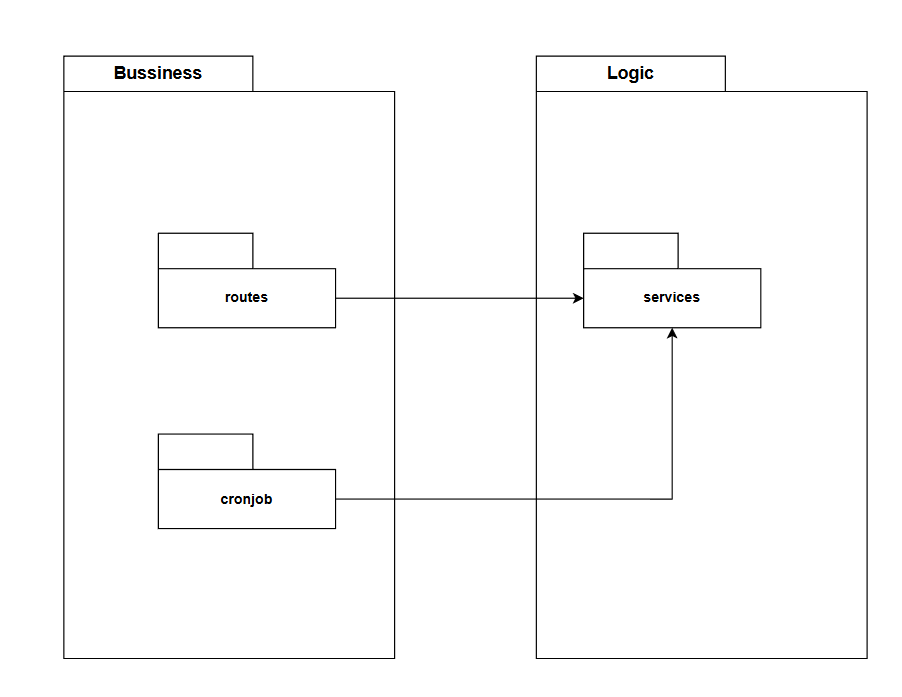 Bussiness
Logic
routes
services
cronjob